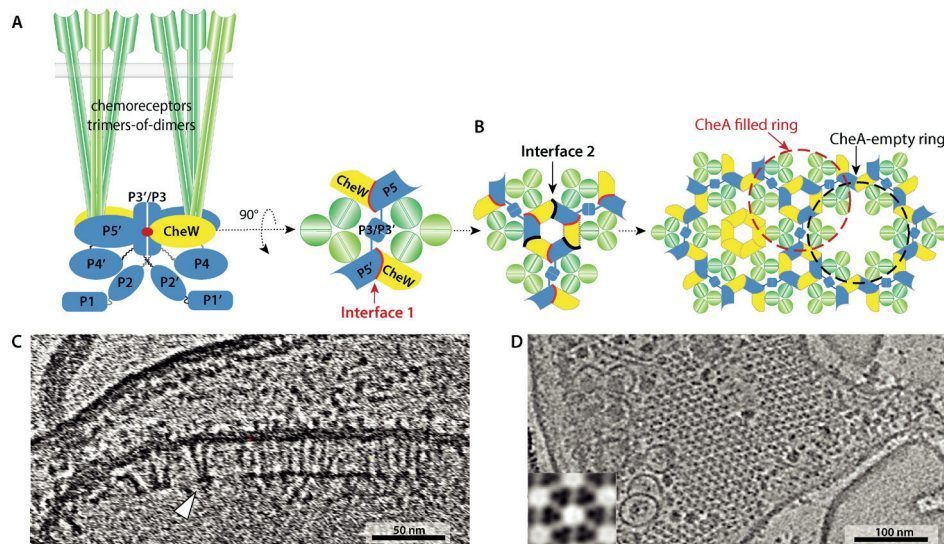 A
chemoreceptors
trimers-of-dimers
P3'/P3
P5'
CheW
P4'
P4
P2
P2'
P1
P1'
90°
CheW
P5
P3/P3'
P5'
CheW
Interface 1
B
Interface 2
CheA filled ring
CheA-empty ring
C
50 nm
D
100 nm